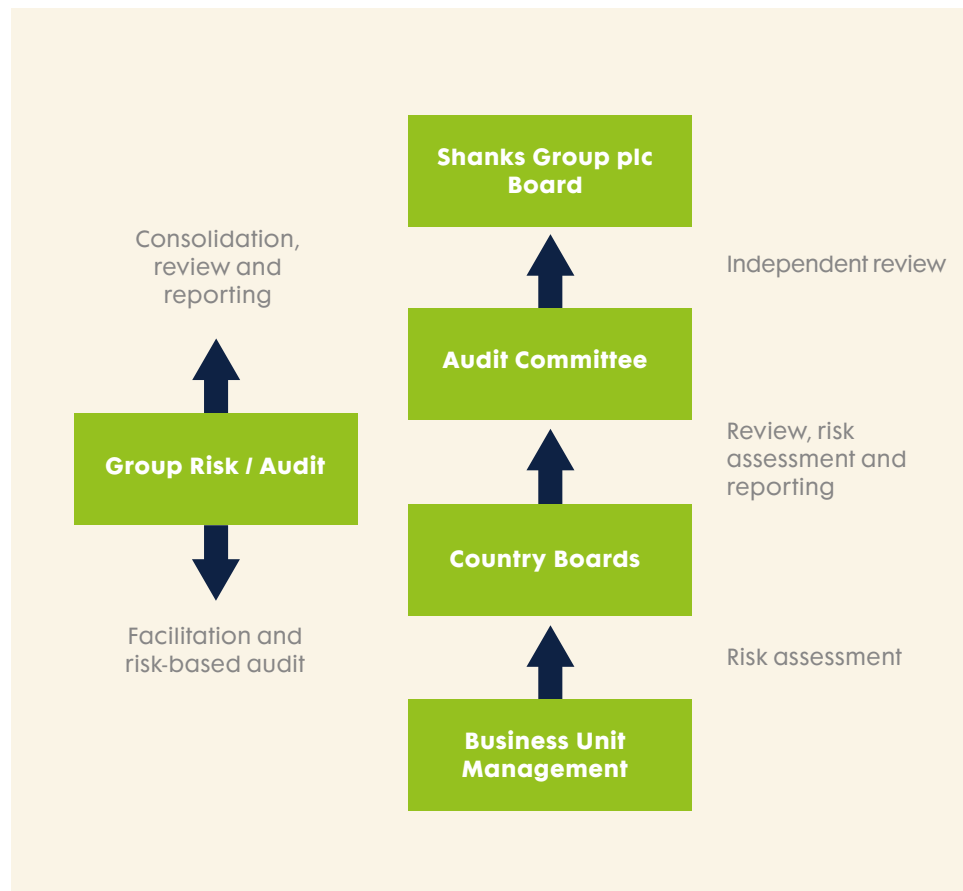 Shanks Group plc
Board
Consolidation,
review and
reporting
Independent review
Audit Committee
Group Risk / Audit
Review, risk
assessment and
reporting
Country Boards
Facilitation and
risk-based audit
Risk assessment
Business Unit
Management